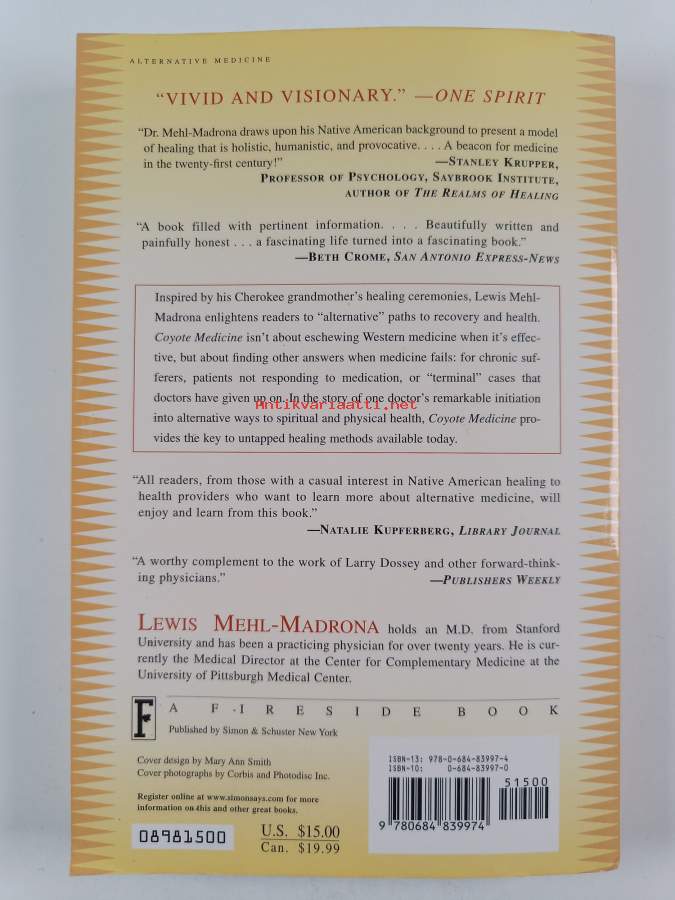 ALTERNATIVE MEDICINE
“VIVID AND VISIONARY.” —ONE SPIRIT
“Dr. Mehl-Madrona draws upon his Native American background to present a model
of healing that is holistic, humanistic, and provocative. . . . A beacon for medicine
in the twenty-first century!” —STANLEY KRUPPER,
PROFESSOR OF PSYCHOLOGY, SAYBROOK INSTITUTE,
AUTHOR OF THE REALMS OF HEALING
“A book filled with pertinent information. . . . Beautifully written and
painfully honest . . . a fascinating life turned into a fascinating book.”
—BETH CROME, SAN ANTONIO EXPRESS-NEWS
Inspired by his Cherokee grandmother’s healing ceremonies, Lewis Mehl-
Madrona enlightens readers to “alternative” paths to recovery and health.
Coyote Medicine isn’t about eschewing Western medicine when it’s effec-
tive, but about finding other answers when medicine fails: for chronic suf-
ferers, patients not responding to medication, or “terminal” cases that
doctors have given up on. In the story of one doctor’s remarkable initiation
Antikvariaatti.net
into alternative ways to spiritual and physical health, Coyote Medicine pro-
vides the key to untapped healing methods available today.
“All readers, from those with a casual interest in Native American healing to
health providers who want to learn more about alternative medicine, will
enjoy and learn from this book.”
—NATALIE KUPFERBERG, LIBRARY JOURNAL
“A worthy complement to the work of Larry Dossey and other forward-think-
ing physicians.” —PUBLISHERS WEEKLY
LEWIS MEHL-MADRONA holds an M.D. from Stanford
University and has been a practicing physician for over twenty years. He is cur-
rently the Medical Director at the Center for Complementary Medicine at the
University of Pittsburgh Medical Center.
F
A FIRESIDE BOOK
Published by Simon & Schuster New York
Cover design by Mary Ann Smith
Cover photographs by Corbis and Photodisc Inc.
Register online at www.simonsays.com for more
information on this and other great books.
08981500
U.S. $15.00
Can. $19.99
ISBN-13: 978-0-684-83997-4
ISBN-10: 0-684-83997-0
51500
9 780684 839974